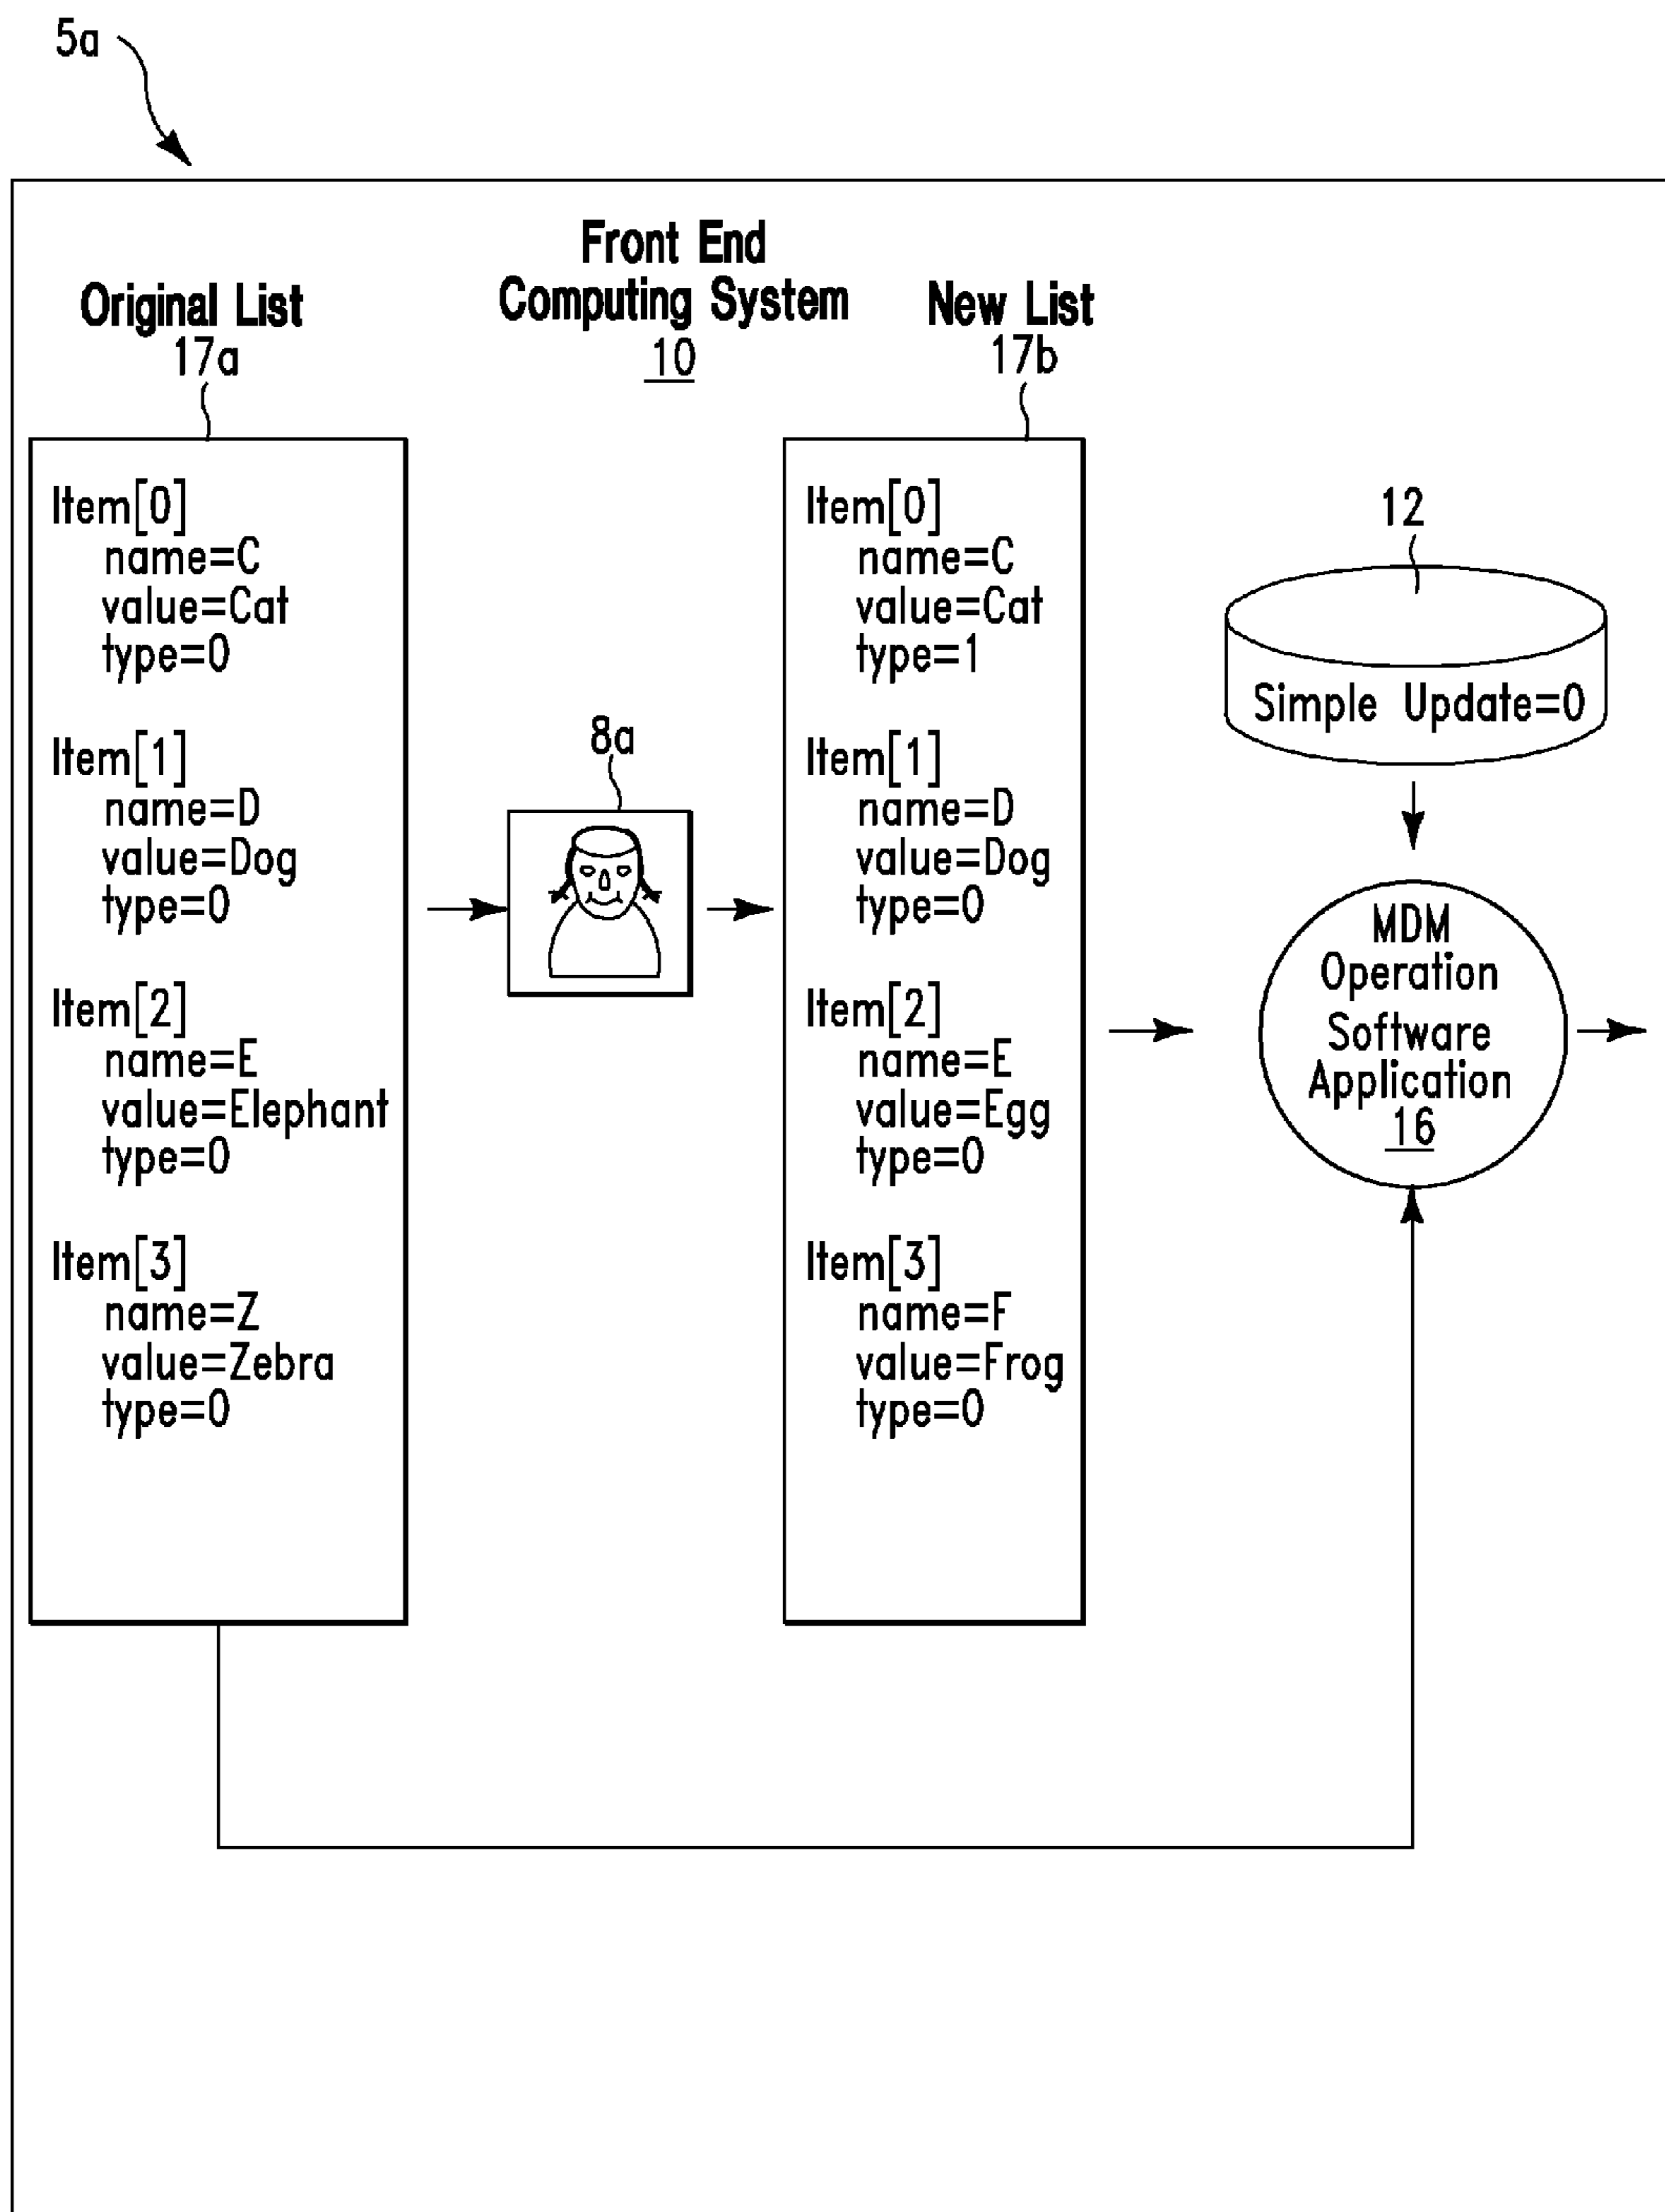 5a
Front End
Computing System
10
Original List
17a
New List
17b
Item[0]
name=C
value=Cat
type=0
Item[1]
name=D
value=Dog
type=0
Item[2]
name=E
value=Elephant
type=0
Item[3]
name=Z
value=Zebra
type=0
8a
Item[0]
name=C
value=Cat
type=1
Item[1]
name=D
value=Dog
type=0
Item[2]
name=E
value=Egg
type=0
Item[3]
name=F
value=Frog
type=0
12
Simple Update=0
MDM
Operation
Software
Application
16